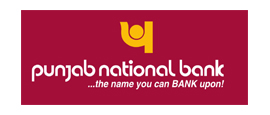 punjab national bank
...the name you can BANK upon!